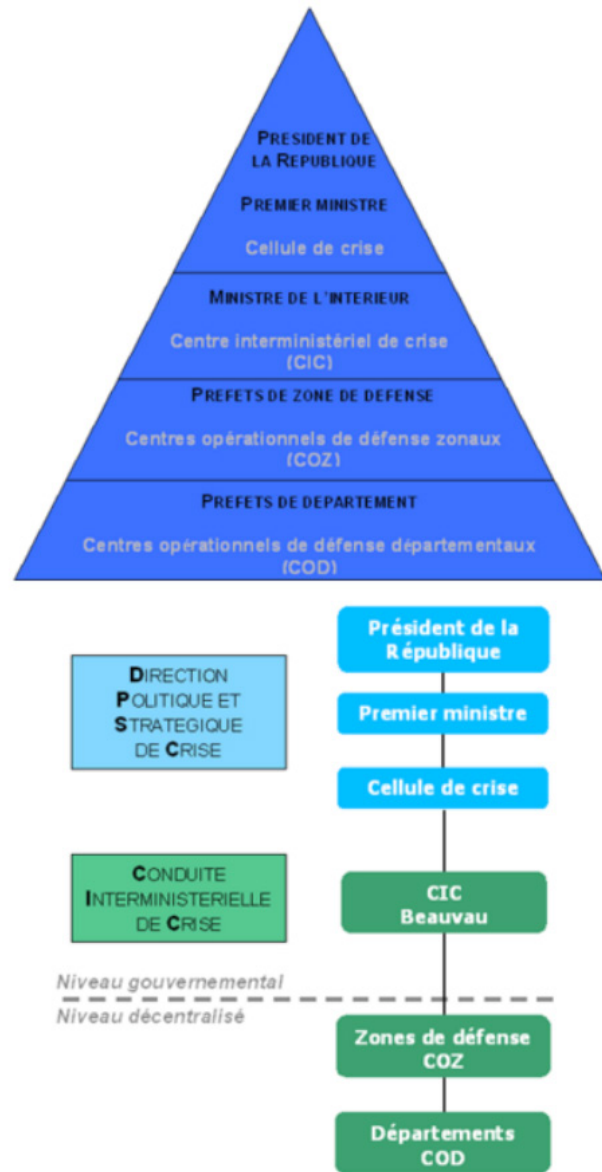 PRESIDENT DE
LA REPUBLIQUE
PREMIER MINISTRE
Cellule de crise
MINISTRE DE L'INTERIEUR
Centre interministériel de crise
(CIC)
PREFETS DE ZONE DE DEFENSE
Centres opérationnels de défense zonaux
(COZ)
PREFETS DE DEPARTEMENT
Centres opérationnels de défense départementaux
(COD)
DIRECTION
POLITIQUE ET
STRATEGIQUE
DE CRISE
Président de la
République
Premier ministre
Cellule de crise
CONDUITE
INTERMINISTERIELLE
DE CRISE
CIC
Beauvau
Niveau gouvernemental
Niveau décentralisé
Zones de défense
COZ
Départements
COD